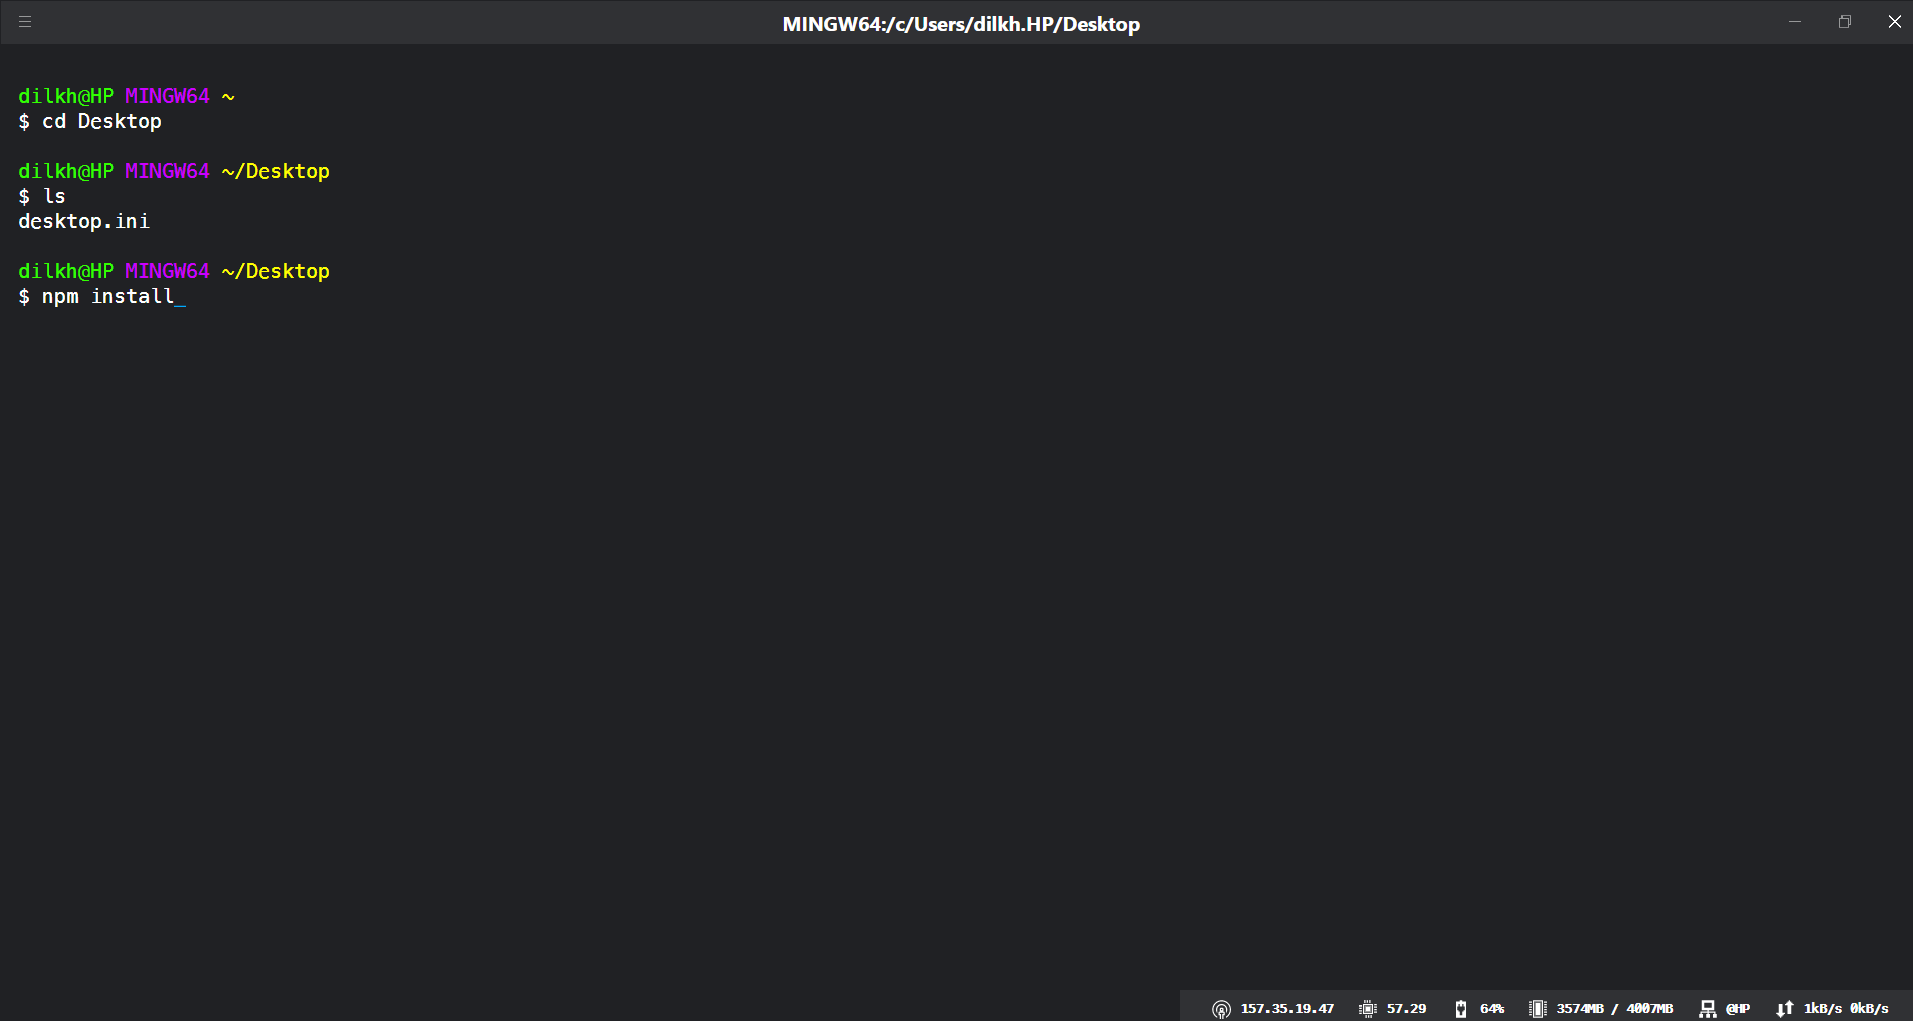 MINGW64:/c/Users/dilkh.HP/Desktop
dilkh@HP MINGW64 ~
$ cd Desktop
dilkh@HP MINGW64 ~/Desktop
$ ls
desktop.ini
dilkh@HP MINGW64 ~/Desktop
$ npm install_
157.35.19.47 57.29 64% 3574MB / 4007MB @HP 1kB/s 0kB/s